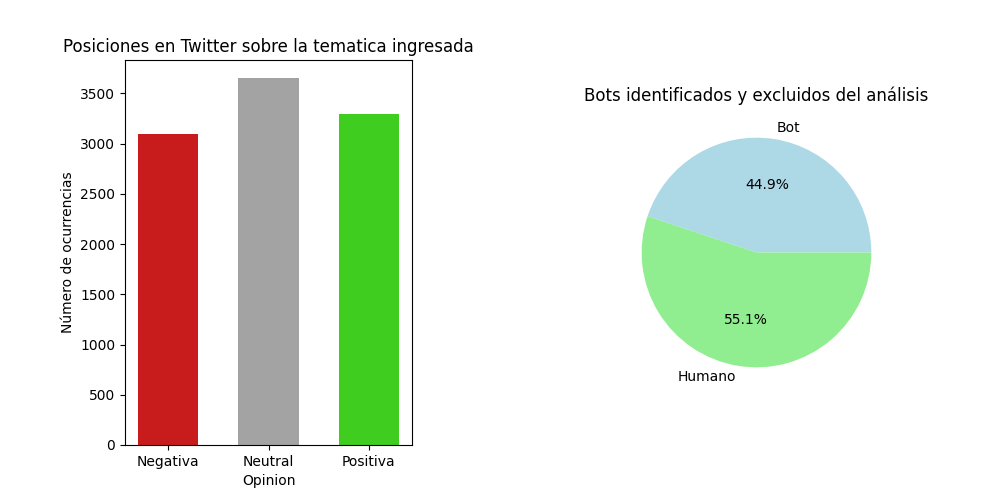 Posiciones en Twitter sobre la tematica ingresada
Número de ocurrencias
3500
3000
2500
2000
1500
1000
500
0
Negativa
Neutral
Positiva
Opinion
Bots identificados y excluidos del análisis
Bot
44.9%
55.1%
Humano